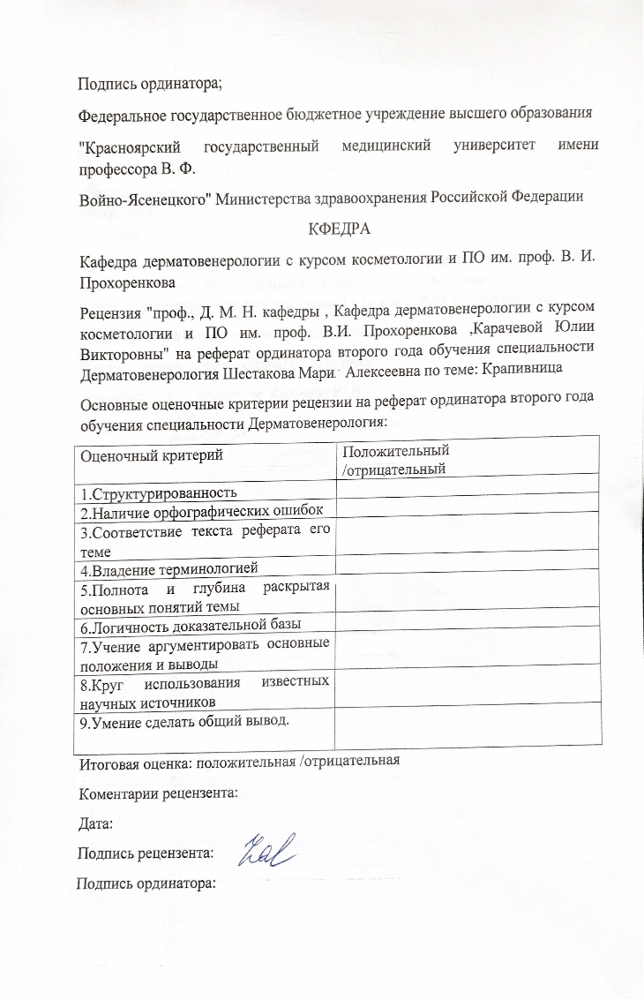 Подпись ординатора;
Федеральное государственное бюджетное учреждение высшего образования
"Красноярский государственный медицинский университет имени
профессора В. Ф.
Войно-Ясенецкого" Министерства здравоохранения Российской Федерации
КФЕДРА
Кафедра дерматовенерологии с курсом косметологии и ПО им. проф. В. И.
Прохоренкова
Рецензия "проф., Д. М. Н. кафедры , Кафедра дерматовенерологии с курсом
косметологии и ПО им. проф. В.И. Прохоренкова ,Карачевой Юлии
Викторовны" на реферат ординатора второго года обучения специальности
Дерматовенерология Шестакова Мари Алексеевна по теме: Крапивница
Основные оценочные критерии рецензии на реферат ординатора второго года
обучения специальности Дерматовенерология:
Оценочный критерий Положительный
/отрицательный
1.Структурированность
2.Наличие орфографических ошибок
3.Соответствие текста реферата его
теме
4.Владение терминологией
5.Полнота и глубина раскрытая
основных понятий темы
6.Логичность доказательной базы
7.Учение аргументировать основные
положения и выводы
8.Круг использования известных
научных источников
9.Умение сделать общий вывод.
Итоговая оценка: положительная /отрицательная
Коментарии рецензента:
Дата:
Подпись рецензента:
Подпись ординатора: